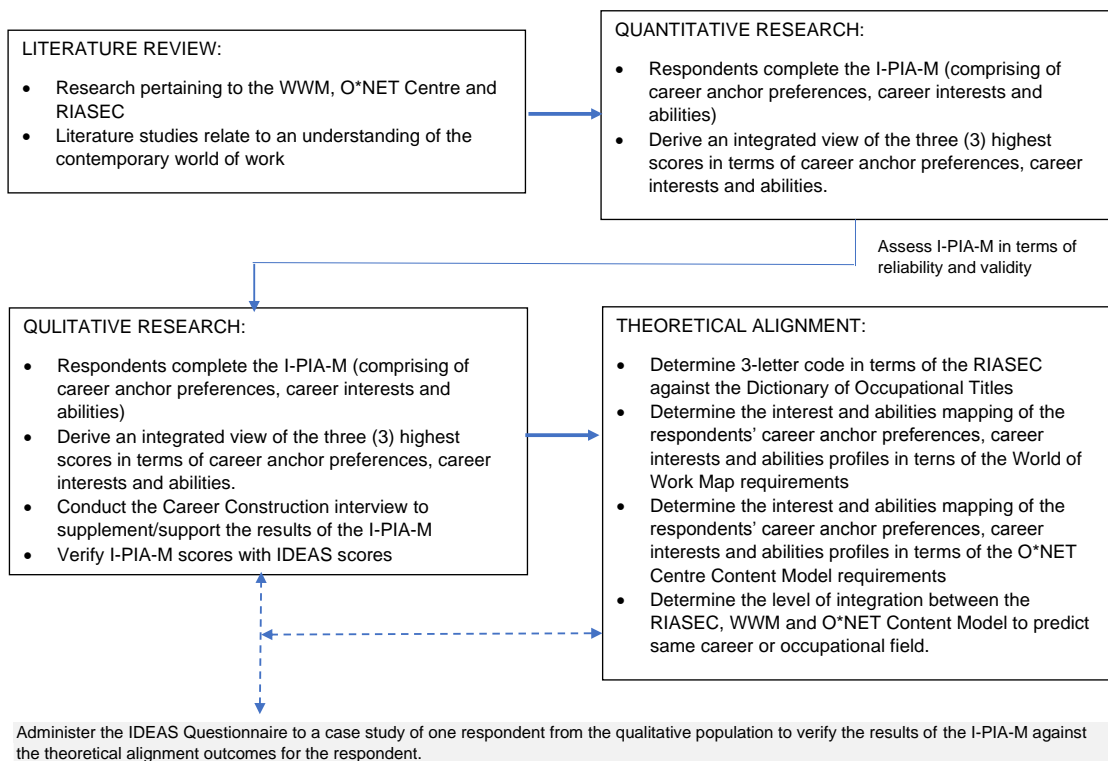 LITERATURE REVIEW:
• Research pertaining to the WWM, O*NET Centre and
RIASEC
• Literature studies relate to an understanding of the
contemporary world of work
QUANTITATIVE RESEARCH:
• Respondents complete the I-PIA-M (comprising of
career anchor preferences, career interests and
abilities)
• Derive an integrated view of the three (3) highest
scores in terms of career anchor preferences, career
interests and abilities.
Assess I-PIA-M in terms of
reliability and validity
QULITATIVE RESEARCH:
• Respondents complete the I-PIA-M (comprising of
career anchor preferences, career interests and
abilities)
• Derive an integrated view of the three (3) highest
scores in terms of career anchor preferences, career
interests and abilities.
• Conduct the Career Construction interview to
supplement/support the results of the I-PIA-M
• Verify I-PIA-M scores with IDEAS scores
THEORETICAL ALIGNMENT:
• Determine 3-letter code in terms of the RIASEC
against the Dictionary of Occupational Titles
• Determine the interest and abilities mapping of the
respondents’ career anchor preferences, career
interests and abilities profiles in terns of the World of
Work Map requirements
• Determine the interest and abilities mapping of the
respondents’ career anchor preferences, career
interests and abilities profiles in terms of the O*NET
Centre Content Model requirements
• Determine the level of integration between the
RIASEC, WWM and O*NET Content Model to predict
same career or occupational field.
Administer the IDEAS Questionnaire to a case study of one respondent from the qualitative population to verify the results of the I-PIA-M against
the theoretical alignment outcomes for the respondent.